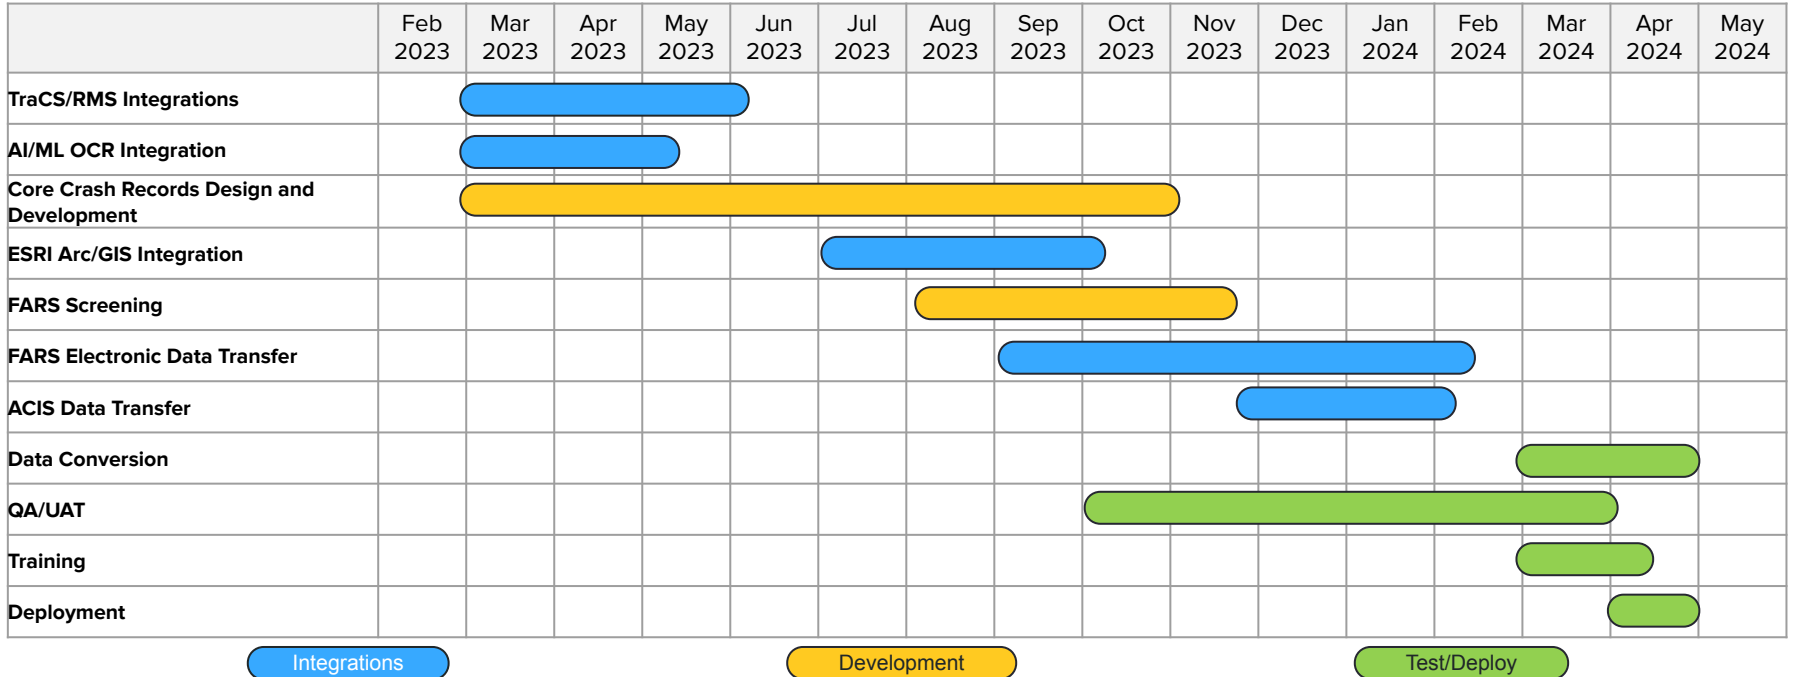 Feb Mar Apr May Jun Jul Aug Sep Oct Nov Dec Jan Feb Mar Apr May
2023 2023 2023 2023 2023 2023 2023 2023 2023 2023 2023 2024 2024 2024 2024 2024
TraCS/RMS Integrations
AI/ML OCR Integration
Core Crash Records Design and
Development
ESRI Arc/GIS Integration
FARS Screening
FARS Electronic Data Transfer
ACIS Data Transfer
Data Conversion
QA/UAT
Training
Deployment
Integrations Development Test/Deploy